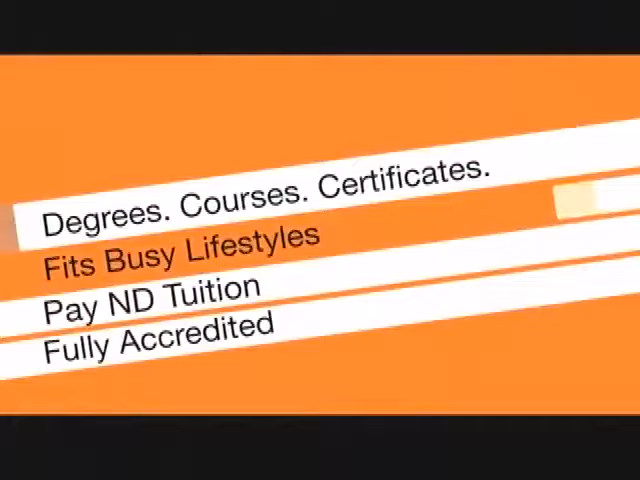 Degrees. Courses. Certificates.
Fits Busy Lifestyles
Pay ND Tuition
Fully Accredited